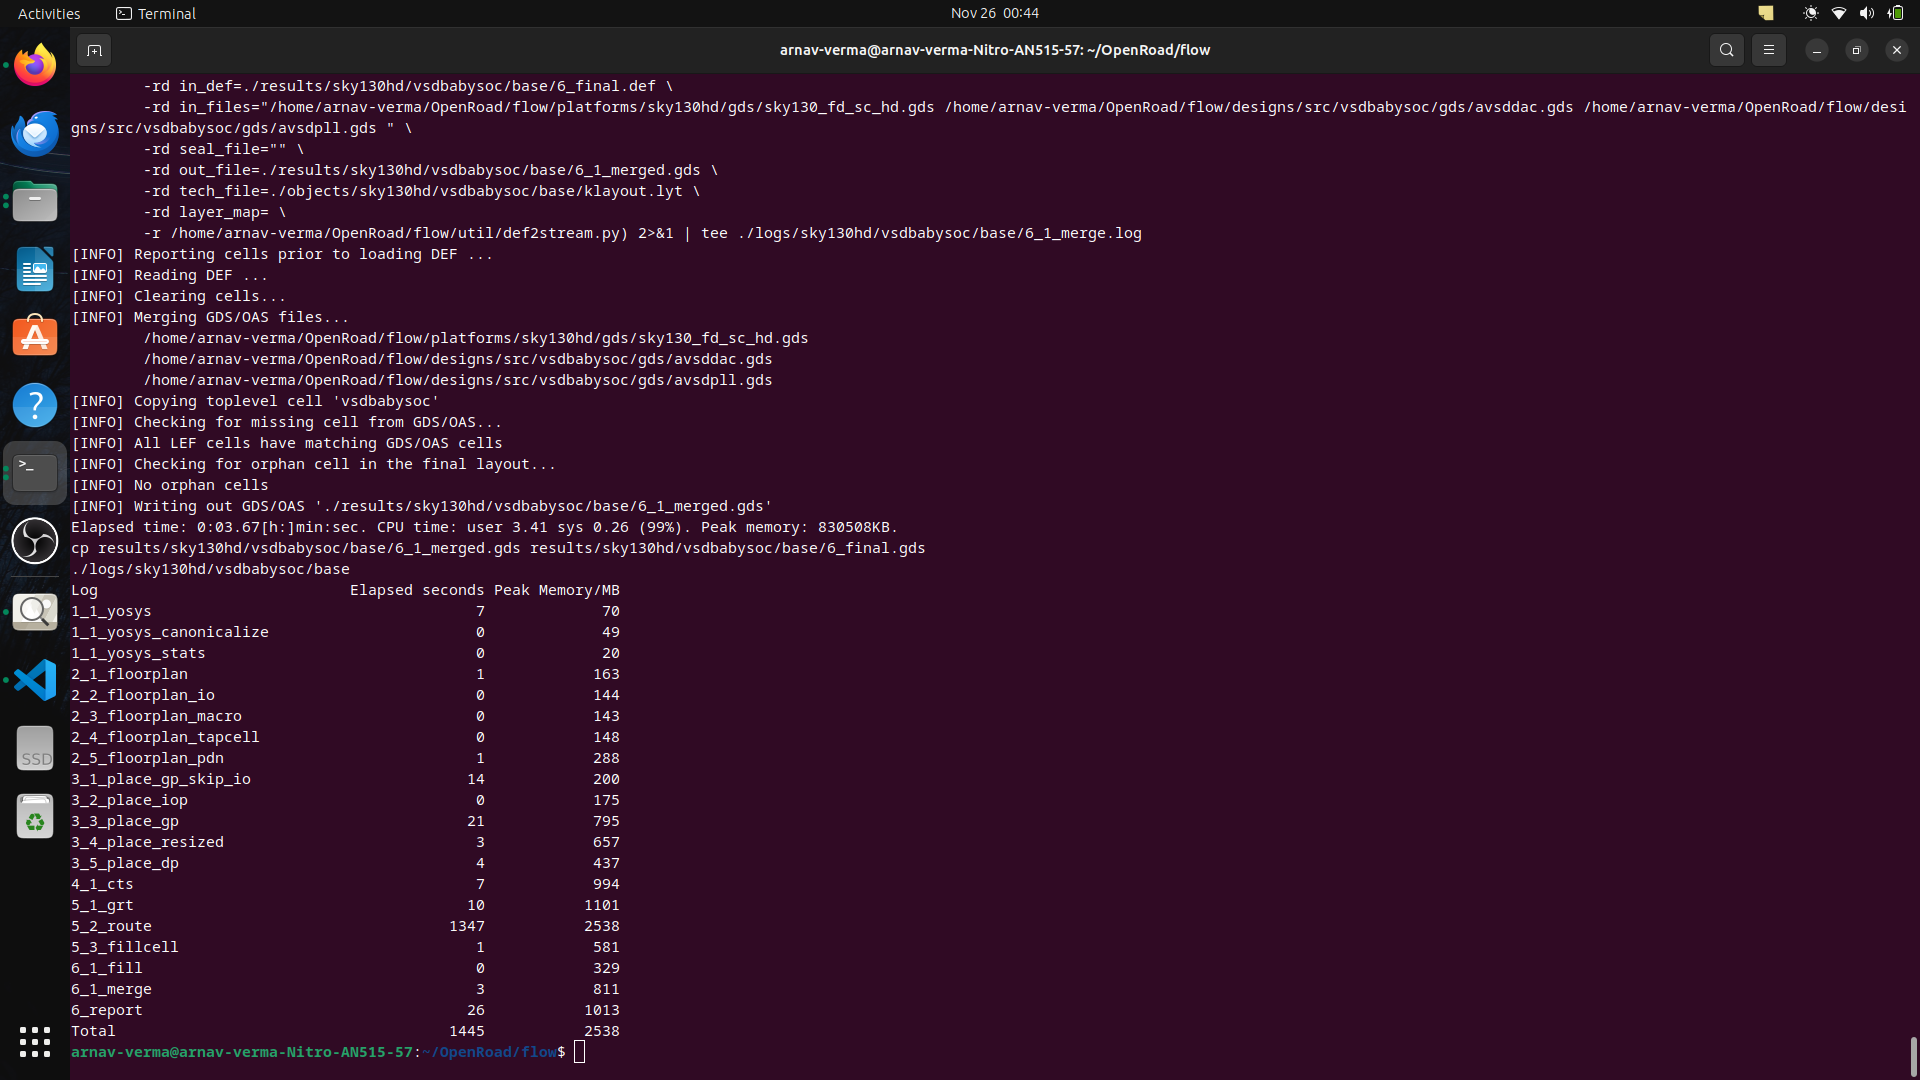 Activities
Terminal
Nov 26 00:44
arnav-verma@arnav-verma-Nitro-AN515-57: ~/OpenRoad/flow
-rd in_def=./results/sky130hd/vsdbabysoc/base/6_final.def \
-rd in_files="/home/arnav-verma/OpenRoad/flow/platforms/sky130hd/gds/sky130_fd_sc_hd.gds /home/arnav-verma/OpenRoad/flow/designs/src/vsdbabysoc/gds/avsddac.gds /home/arnav-verma/OpenRoad/flow/desi
gns/src/vsdbabysoc/gds/avsdpll.gds " \
-rd seal_file="" \
-rd out_file=./results/sky130hd/vsdbabysoc/base/6_1_merged.gds \
-rd tech_file=./objects/sky130hd/vsdbabysoc/base/klayout.lyt \
-rd layer_map= \
-r /home/arnav-verma/OpenRoad/flow/util/def2stream.py) 2>&1 | tee ./logs/sky130hd/vsdbabysoc/base/6_1_merge.log
[INFO] Reporting cells prior to loading DEF ...
[INFO] Reading DEF ...
[INFO] Clearing cells...
[INFO] Merging GDS/OAS files...
/home/arnav-verma/OpenRoad/flow/platforms/sky130hd/gds/sky130_fd_sc_hd.gds
/home/arnav-verma/OpenRoad/flow/designs/src/vsdbabysoc/gds/avsddac.gds
/home/arnav-verma/OpenRoad/flow/designs/src/vsdbabysoc/gds/avsdpll.gds
[INFO] Copying toplevel cell 'vsdbabysoc'
[INFO] Checking for missing cell from GDS/OAS...
[INFO] All LEF cells have matching GDS/OAS cells
[INFO] Checking for orphan cell in the final layout...
[INFO] No orphan cells
[INFO] Writing out GDS/OAS './results/sky130hd/vsdbabysoc/base/6_1_merged.gds'
Elapsed time: 0:03.67[h:]min:sec. CPU time: user 3.41 sys 0.26 (99%). Peak memory: 830508KB.
cp results/sky130hd/vsdbabysoc/base/6_1_merged.gds results/sky130hd/vsdbabysoc/base/6_final.gds
./logs/sky130hd/vsdbabysoc/base
Log Elapsed seconds Peak Memory/MB
1_1_yosys 7 70
1_1_yosys_canonicalize 0 49
1_1_yosys_stats 0 20
2_1_floorplan 1 163
2_2_floorplan_io 0 144
2_3_floorplan_macro 0 143
2_4_floorplan_tapcell 0 148
2_5_floorplan_pdn 1 288
3_1_place_gp_skip_io 14 200
3_2_place_iop 0 175
3_3_place_gp 21 795
3_4_place_resized 3 657
3_5_place_dp 4 437
4_1_cts 7 994
5_1_grt 10 1101
5_2_route 1347 2538
5_3_fillcell 1 581
6_1_fill 0 329
6_1_merge 3 811
6_report 26 1013
Total 1445 2538
arnav-verma@arnav-verma-Nitro-AN515-57:~/OpenRoad/flow$
SSD